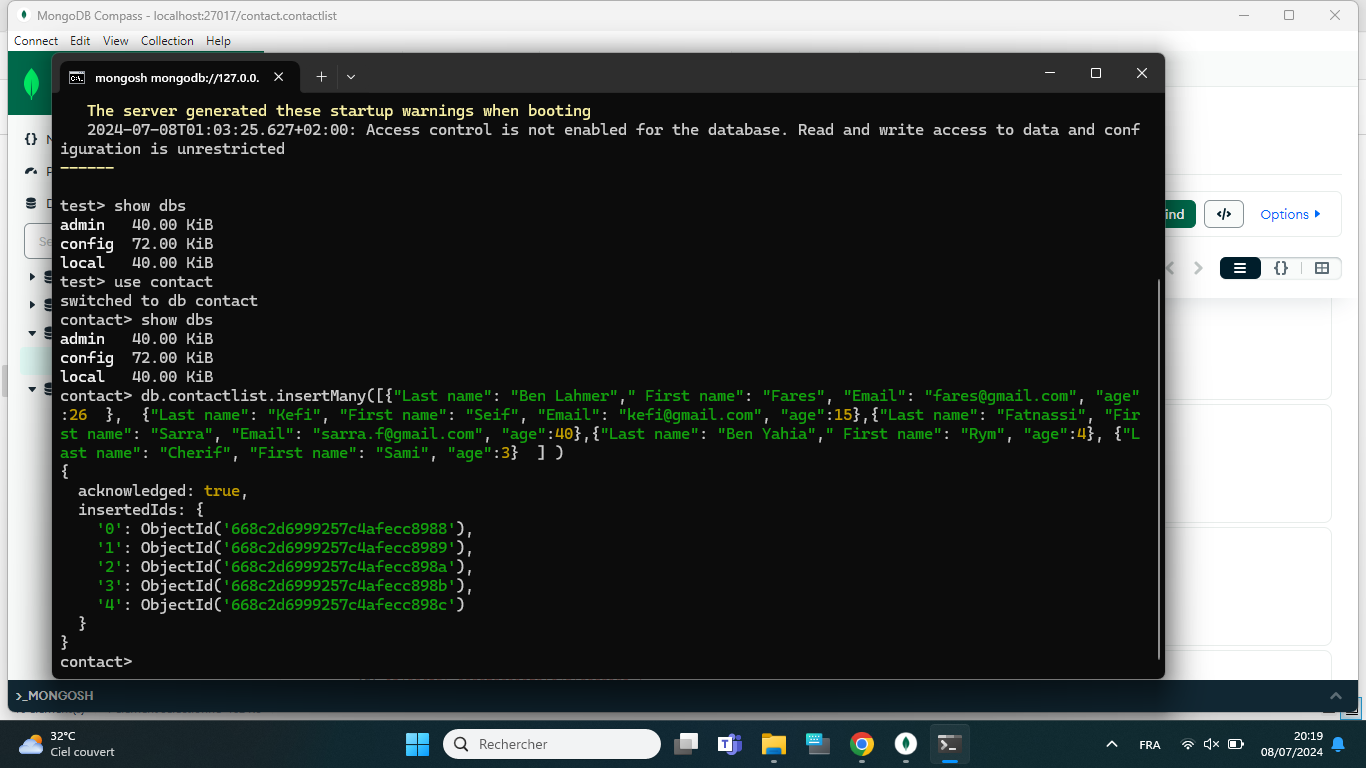 MongoDB Compass - localhost:27017/contact.contactlist
Connect Edit View Collection Help
mongosh mongodb://127.0.0.
The server generated these startup warnings when booting
2024-07-08T01:03:25.627+02:00: Access control is not enabled for the database. Read and write access to data and conf
iguration is unrestricted
------
test> show dbs
admin 40.00 KiB
config 72.00 KiB
local 40.00 KiB
test> use contact
switched to db contact
contact> show dbs
admin 40.00 KiB
config 72.00 KiB
local 40.00 KiB
contact> db.contactlist.insertMany([{"Last name": "Ben Lahmer"," First name": "Fares", "Email": "fares@gmail.com", "age"
:26 }, {"Last name": "Kefi", "First name": "Seif", "Email": "kefi@gmail.com", "age":15},{"Last name": "Fatnassi", "Fir
st name": "Sarra", "Email": "sarra.f@gmail.com", "age":40},{"Last name": "Ben Yahia"," First name": "Rym", "age":4}, {"L
ast name": "Cherif", "First name": "Sami", "age":3} ] )
{
acknowledged: true,
insertedIds: {
'0': ObjectId('668c2d6999257c4afecc8988'),
'1': ObjectId('668c2d6999257c4afecc8989'),
'2': ObjectId('668c2d6999257c4afecc898a'),
'3': ObjectId('668c2d6999257c4afecc898b'),
'4': ObjectId('668c2d6999257c4afecc898c')
}
}
contact>
ind </> Options
{}
>_MONGOSH
32°C
Ciel couvert
Rechercher
FRA
20:19
08/07/2024